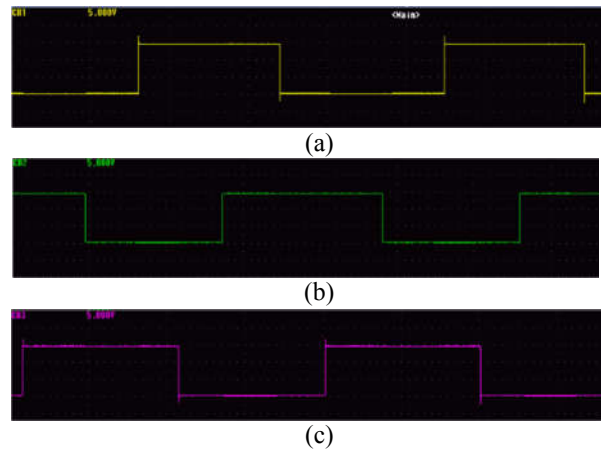 CH1 5.000V <Main>
(a)
CH2 5.000V
(b)
CH3 5.000V
(c)